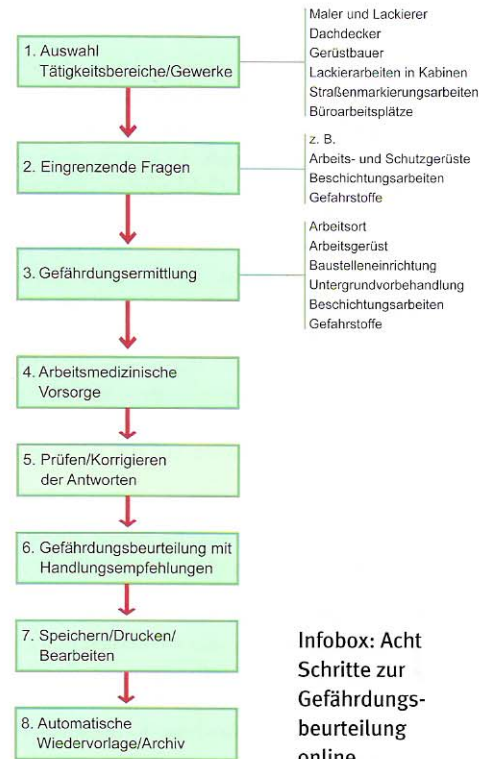 1. Auswahl
Tätigkeitsbereiche/Gewerke
Maler und Lackierer
Dachdecker
Gerüstbauer
Lackierarbeiten in Kabinen
Straßenmarkierungsarbeiten
Büroarbeitsplätze
2. Eingrenzende Fragen
z. B.
Arbeits- und Schutzgerüste
Beschichtungsarbeiten
Gefahrstoffe
3. Gefährdungsermittlung
Arbeitsort
Arbeitsgerüst
Baustelleneinrichtung
Untergrundvorbehandlung
Beschichtungsarbeiten
Gefahrstoffe
4. Arbeitsmedizinische
Vorsorge
5. Prüfen/Korrigieren
der Antworten
6. Gefährdungsbeurteilung mit
Handlungsempfehlungen
7. Speichern/Drucken/
Bearbeiten
8. Automatische
Wiedervorlage/Archiv
Infobox: Acht
Schritte zur
Gefährdungs-
beurteilung
online